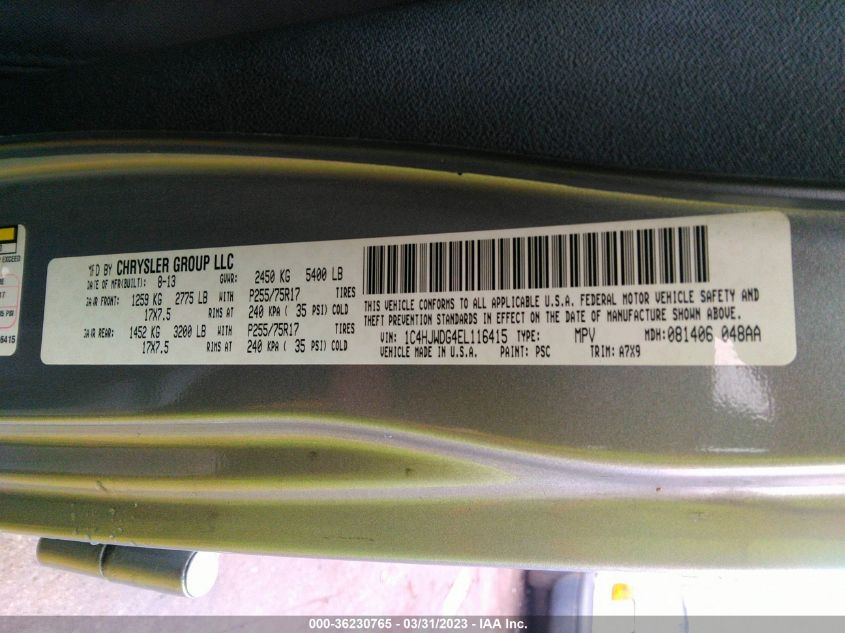 EXCEED
17
35 PSI
6415
MFD BY CHRYSLER GROUP LLC
DATE OF MFR(BUILT): 8-13 GVWR: 2450 KG 5400 LB
GAWR FRONT: 1259 KG 2775 LB WITH P255/75R17 TIRES
17X7.5 RIMS AT 240 KPA( 35 PSI) COLD
GAWR REAR: 1452 KG 3200 LB WITH P255/75R17 TIRES
17X7.5 RIMS AT 240 KPA( 35 PSI) COLD
THIS VEHICLE CONFORMS TO ALL APPLICABLE U.S.A. FEDERAL MOTOR VEHICLE SAFETY AND
THEFT PREVENTION STANDARDS IN EFFECT ON THE DATE OF MANUFACTURE SHOWN ABOVE.
VIN: 1C4HJWDG4EL116415 TYPE: MPV MDH: 081406 048AA
VEHICLE MADE IN U.S.A. PAINT: PSC TRIM: A7X9
000-36230765 - 03/31/2023 - IAA Inc.